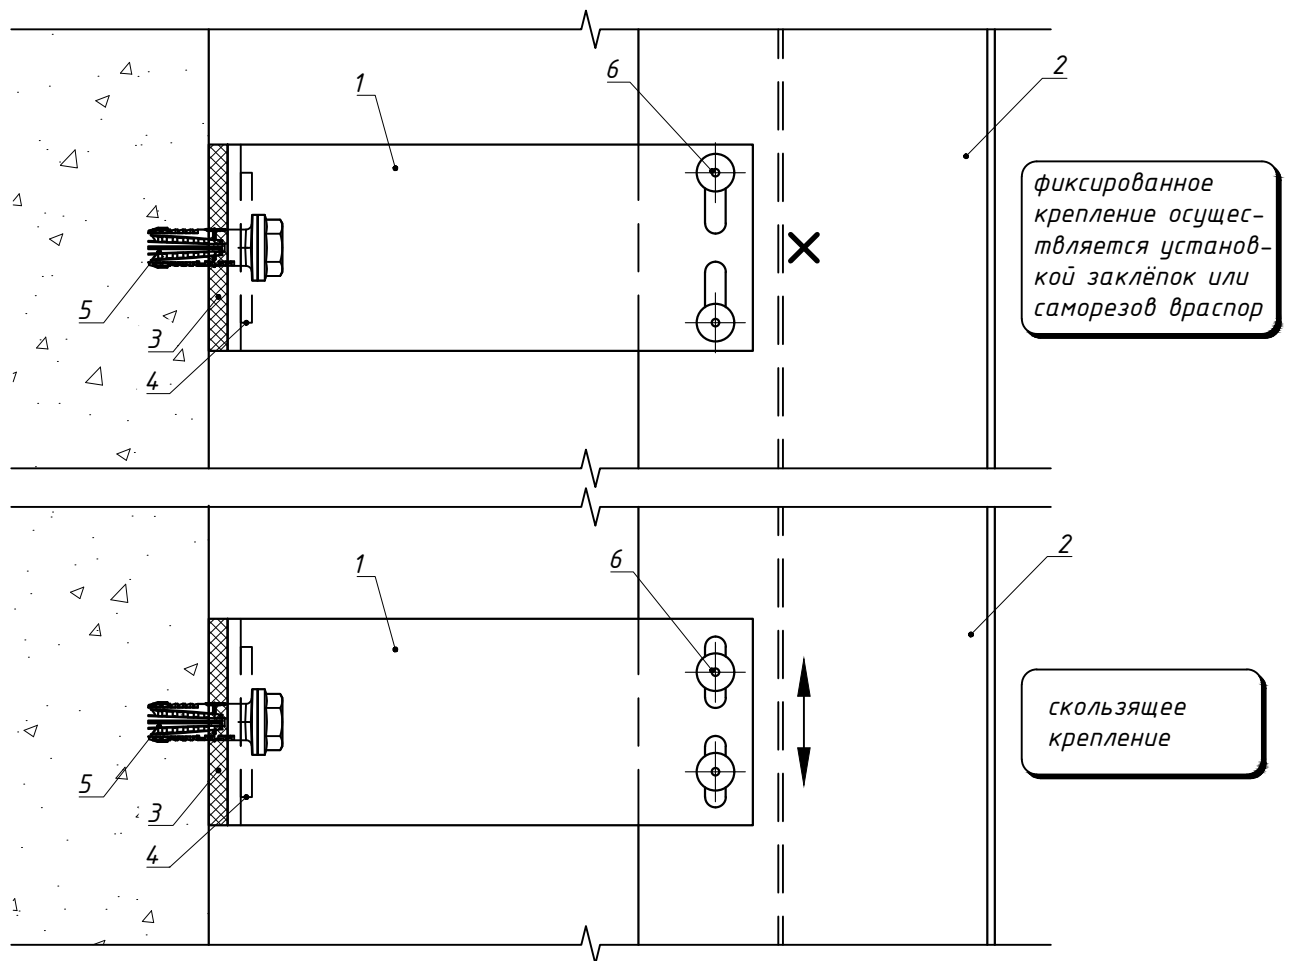 1
6
2
фиксированное
крепление осущес-
твляется установ-
кой заклёпок или
саморезов враспор
5
3
4
1
6
2
скользящее
крепление
5
3
4